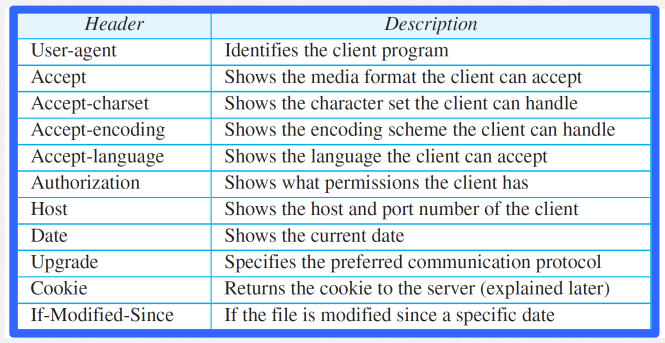 Header Description
User-agent Identifies the client program
Accept Shows the media format the client can accept
Accept-charset Shows the character set the client can handle
Accept-encoding Shows the encoding scheme the client can handle
Accept-language Shows the language the client can accept
Authorization Shows what permissions the client has
Host Shows the host and port number of the client
Date Shows the current date
Upgrade Specifies the preferred communication protocol
Cookie Returns the cookie to the server (explained later)
If-Modified-Since If the file is modified since a specific date